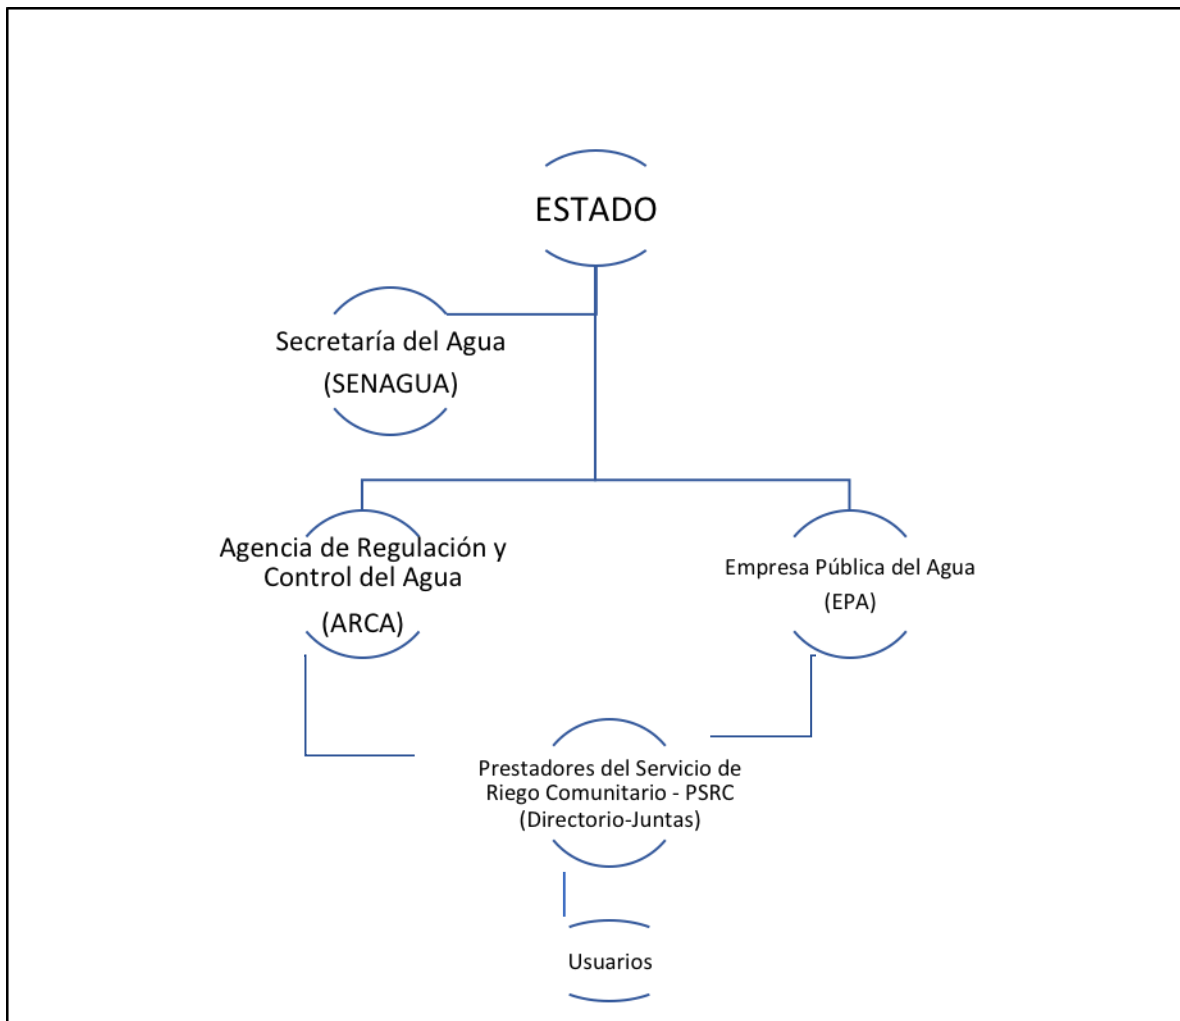 ESTADO
Secretaría del Agua
(SENAGUA)
Agencia de Regulación y
Control del Agua
(ARCA)
Empresa Pública del Agua
(EPA)
Prestadores del Servicio de
Riego Comunitario - PSRC
(Directorio-Juntas)
Usuarios